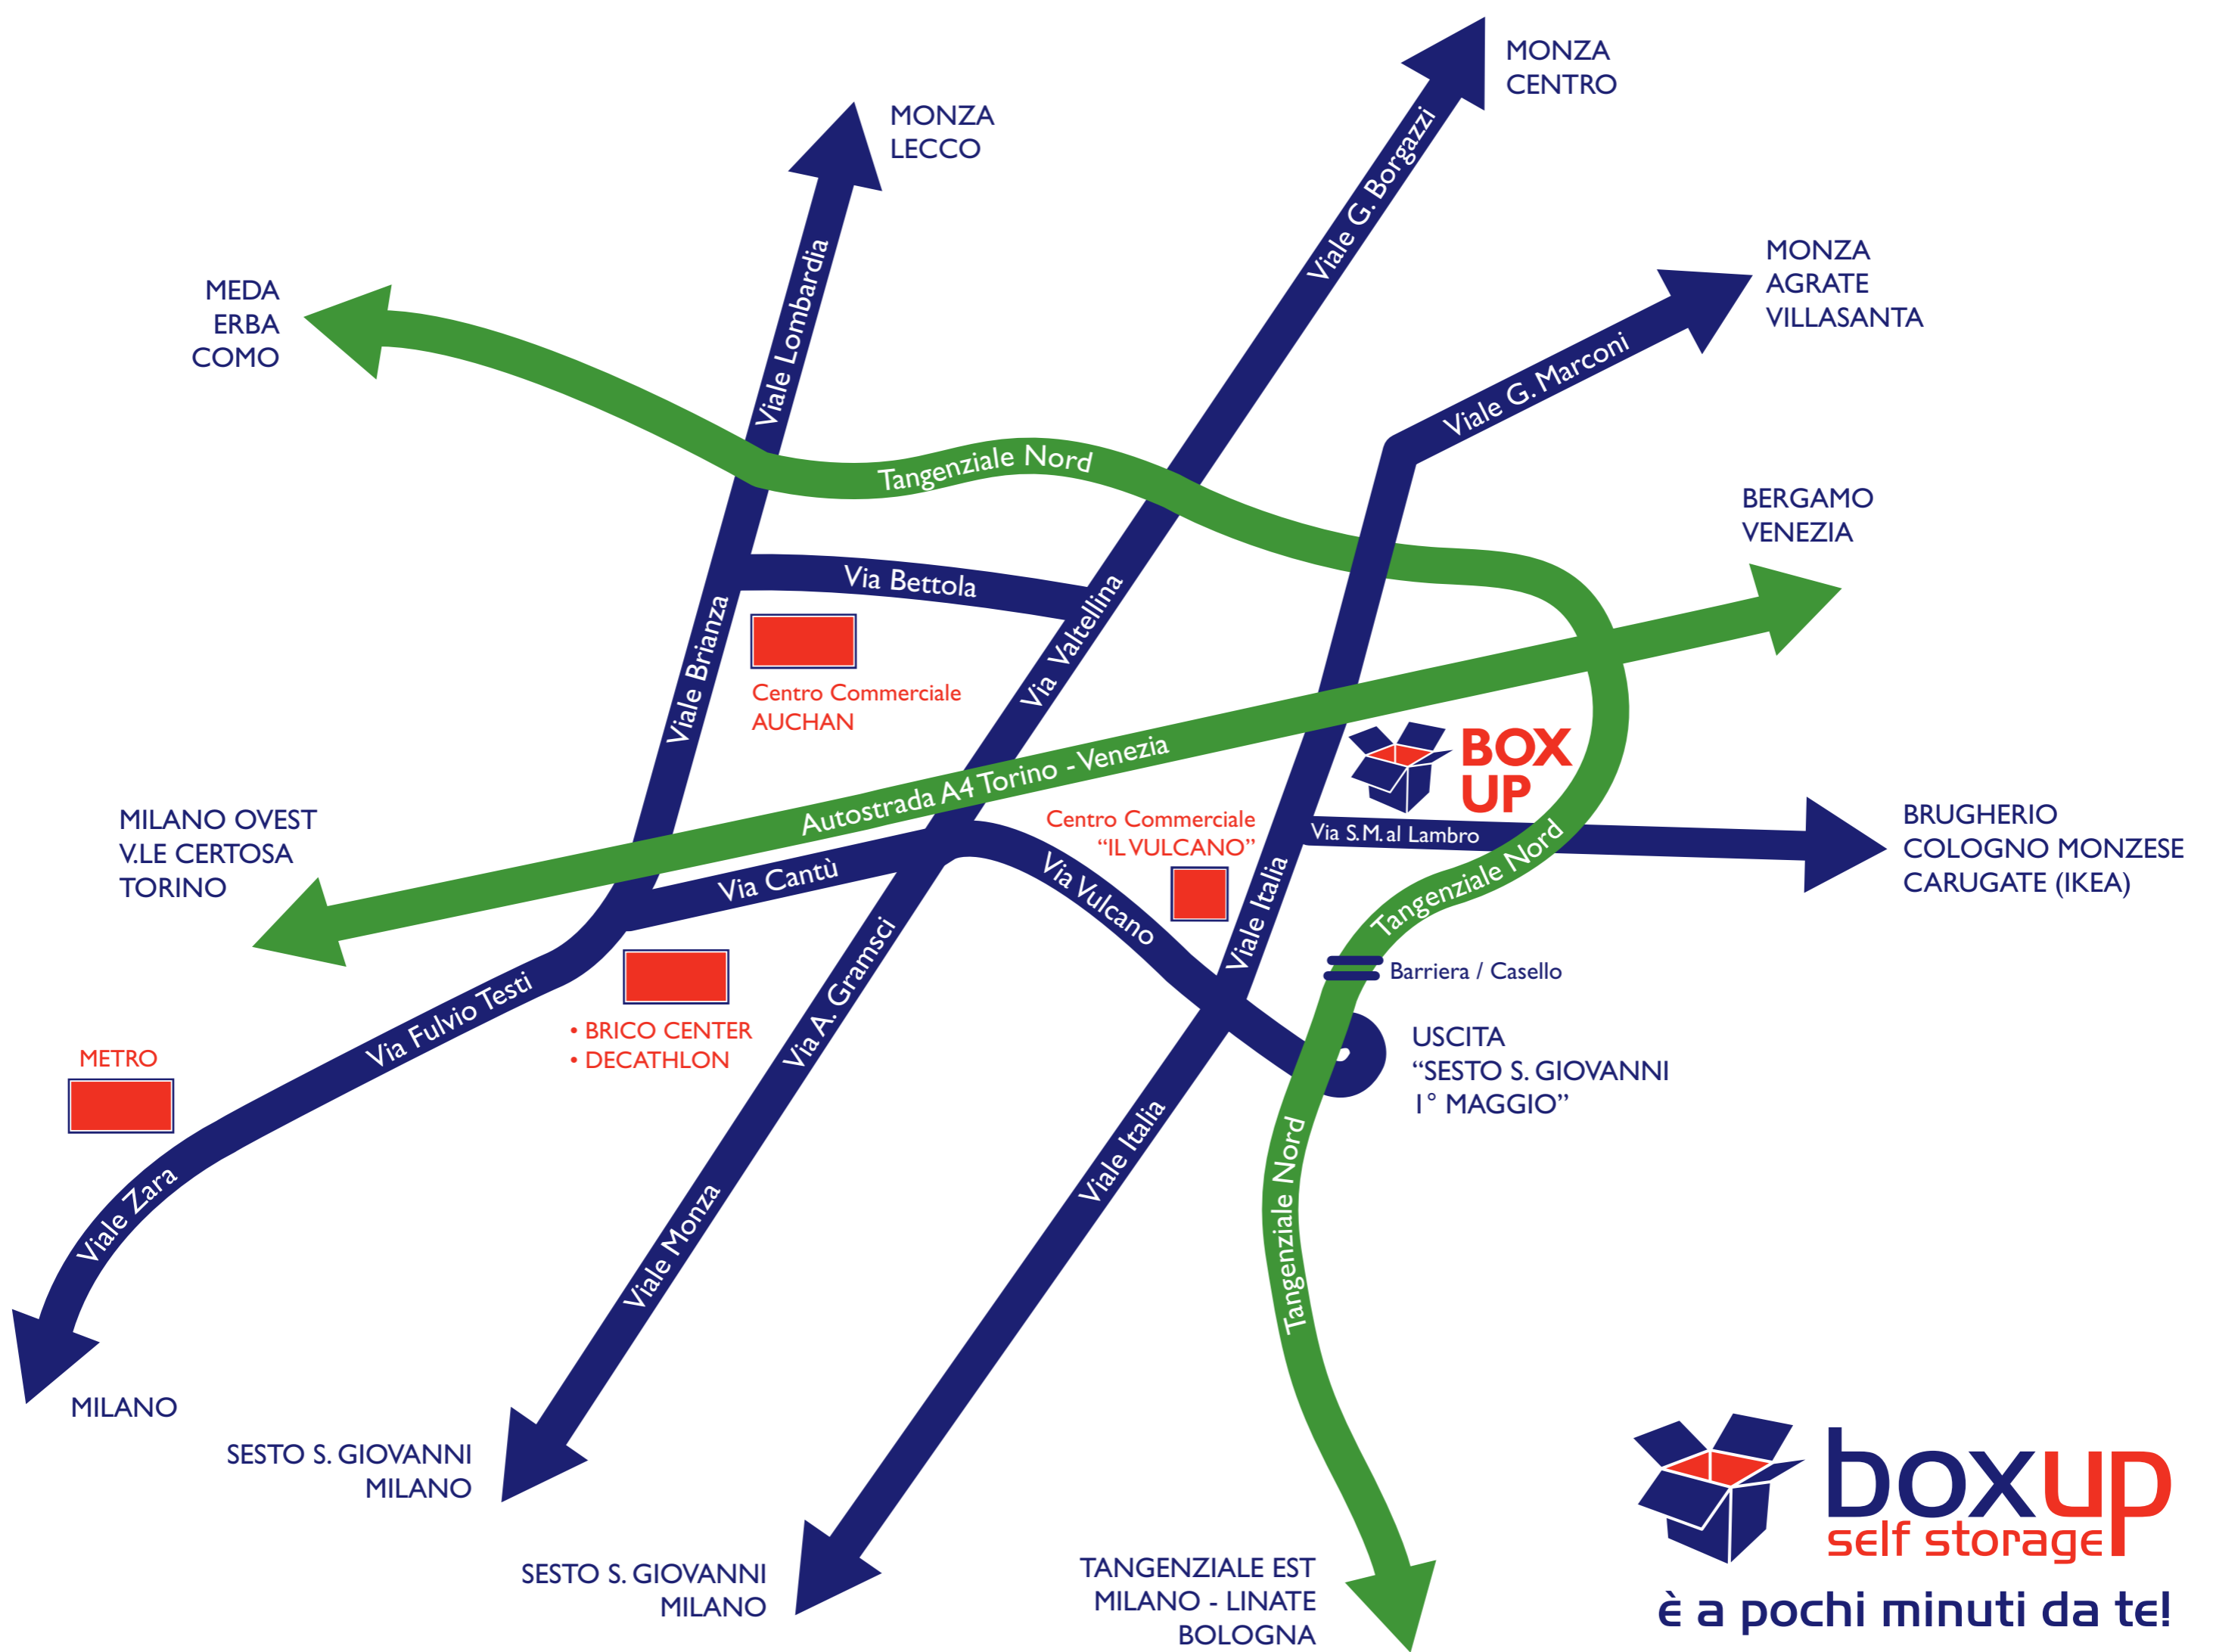 MONZA
CENTRO
MONZA
LECCO
Viale G. Borgazzi
Viale Lombardia
MONZA
AGRATE
VILLASANTA
MEDA
ERBA
COMO
Viale G. Marconi
Tangenziale Nord
BERGAMO
VENEZIA
Via Bettola
Viale Brianza
Via Valtellina
Centro Commerciale
AUCHAN
Autostrada A4 Torino - Venezia
BOX
UP
MILANO OVEST
V.LE CERTOSA
TORINO
Centro Commerciale
“IL VULCANO”
Via S.M. al Lambro
BRUGHERIO
COLOGNO MONZESE
CARUGATE (IKEA)
Via Cantù
Via Vulcano
Viale Italia
Tangenziale Nord
Barriera / Casello
Via A. Gramsci
Via Fulvio Testi
• BRICO CENTER
• DECATHLON
METRO
USCITA
“SESTO S. GIOVANNI
1° MAGGIO”
Viale Zara
Viale Monza
Viale Italia
Tangenziale Nord
MILANO
SESTO S. GIOVANNI
MILANO
SESTO S. GIOVANNI
MILANO
TANGENZIALE EST
MILANO - LINATE
BOLOGNA
boxup
self storage
è a pochi minuti da te!